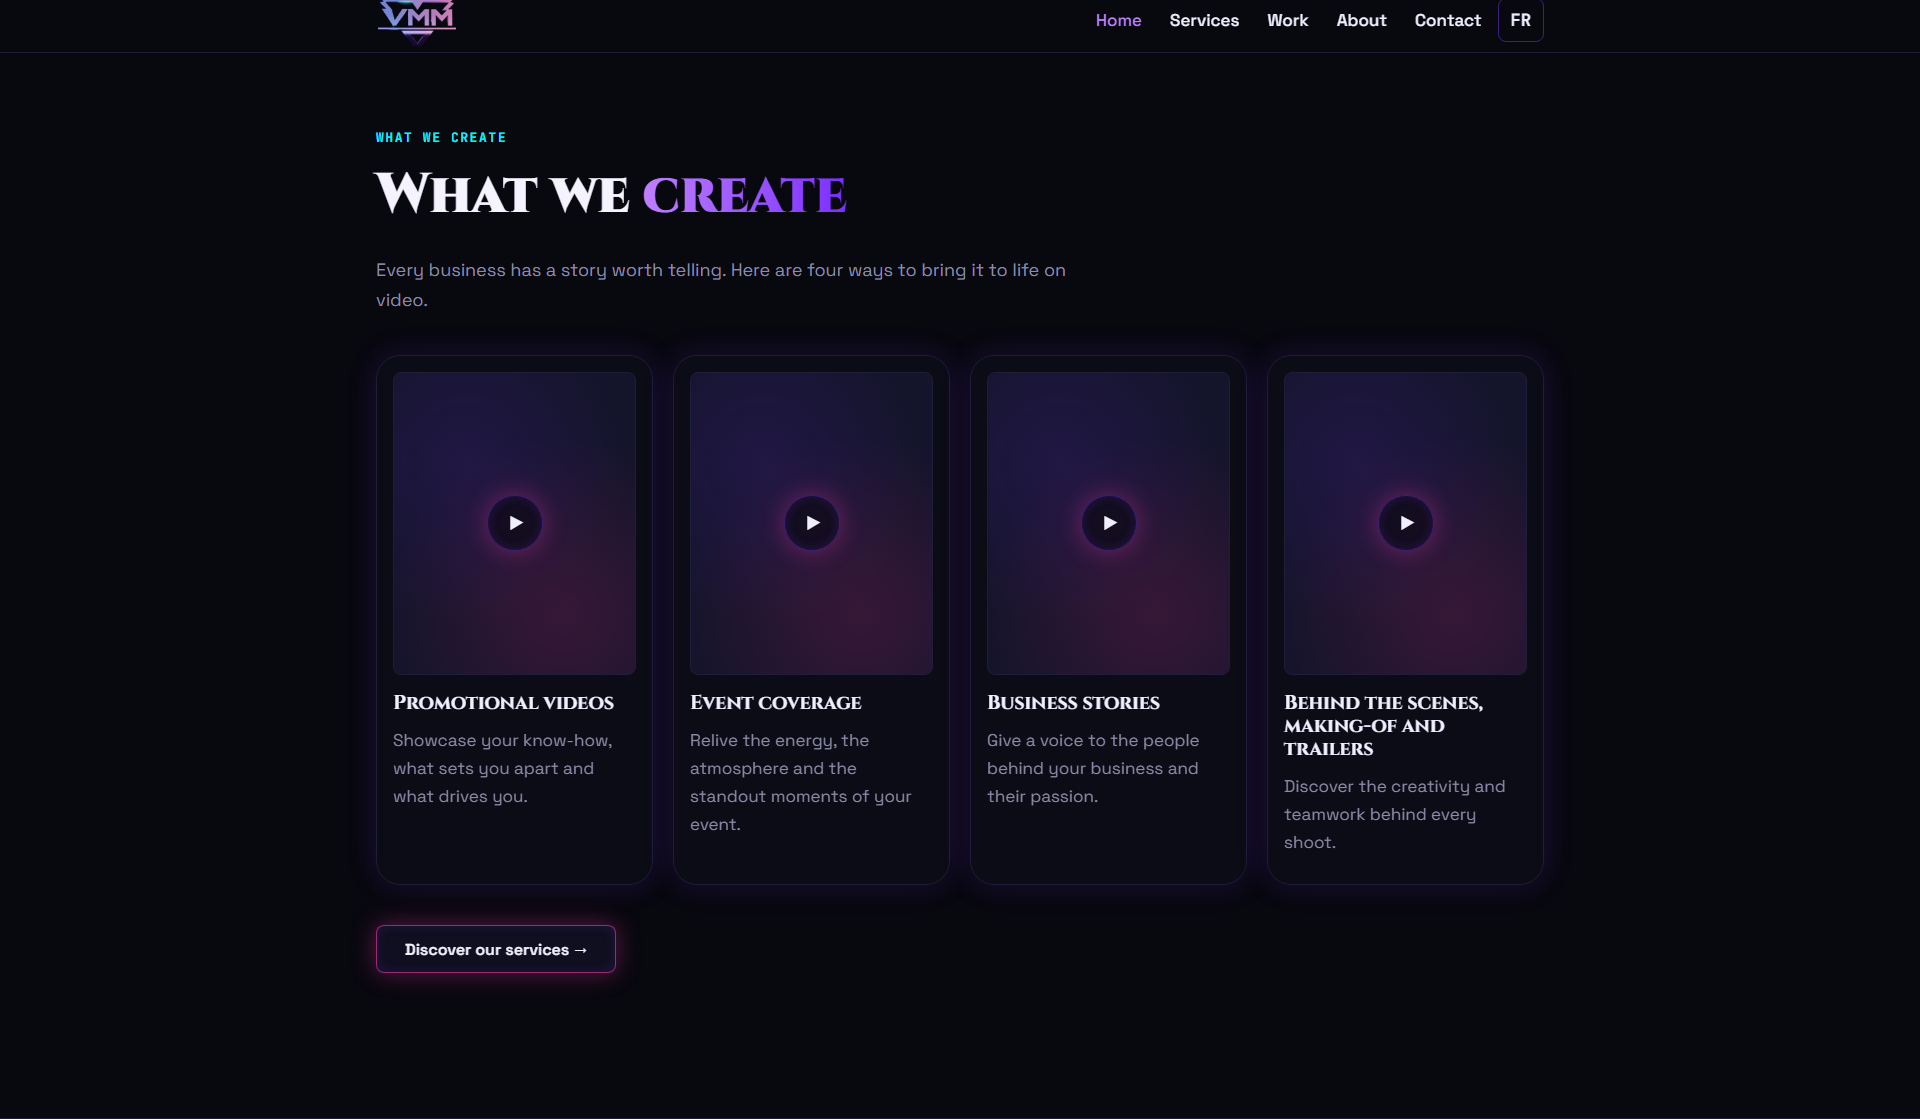 VMM
Home Services Work About Contact FR
WHAT WE CREATE
What we create
Every business has a story worth telling. Here are four ways to bring it to life on
video.
Promotional videos
Showcase your know-how,
what sets you apart and
what drives you.
Event coverage
Relive the energy, the
atmosphere and the
standout moments of your
event.
Business stories
Give a voice to the people
behind your business and
their passion.
Behind the scenes,
making-of and
trailers
Discover the creativity and
teamwork behind every
shoot.
Discover our services →